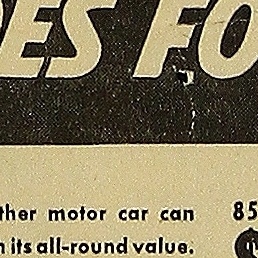 ES FO
ther motor car can 85
its all-round value.